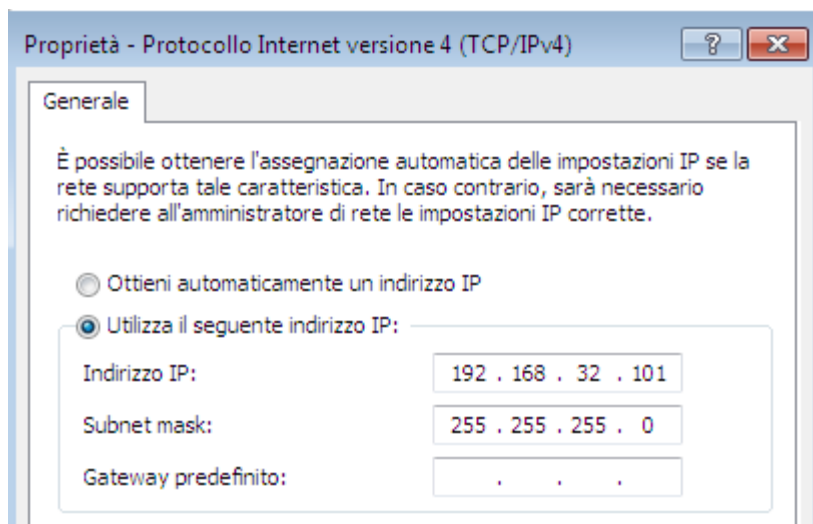 Proprietà - Protocollo Internet versione 4 (TCP/IPv4)
Generale
È possibile ottenere l'assegnazione automatica delle impostazioni IP se la
rete supporta tale caratteristica. In caso contrario, sarà necessario
richiedere all'amministratore di rete le impostazioni IP corrette.
Ottieni automaticamente un indirizzo IP
Utilizza il seguente indirizzo IP:
Indirizzo IP: 192 . 168 . 32 . 101
Subnet mask: 255 . 255 . 255 . 0
Gateway predefinito: . . .